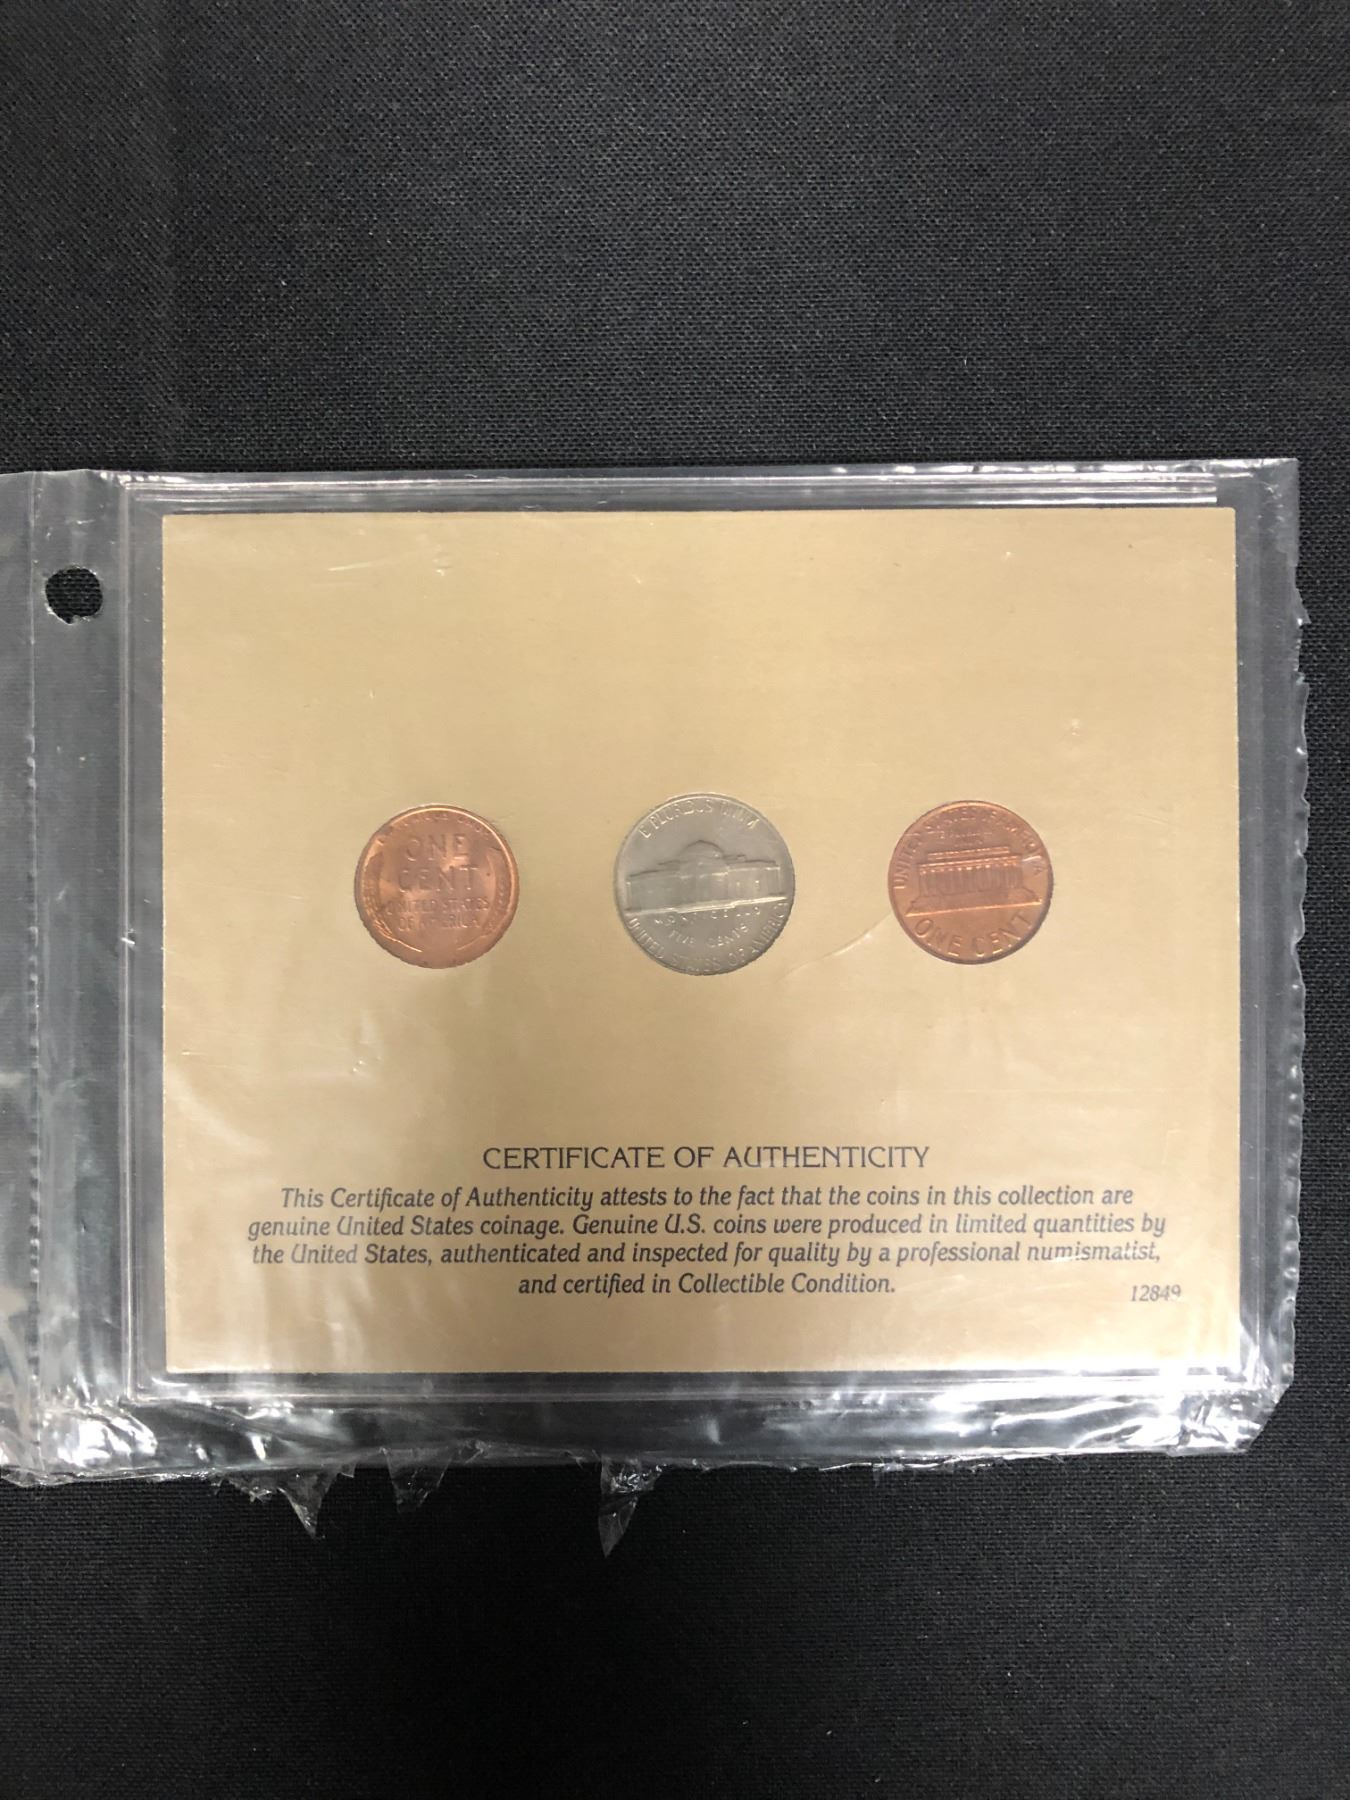 ONE
CENT
UNITED STATES
OF AMERICA
E PLURIBUS UNUM
MONTICELLO
FIVE CENTS
UNITED STATES OF AMERICA
UNITED STATES OF AMERICA
ONE CENT
CERTIFICATE OF AUTHENTICITY
This Certificate of Authenticity attests to the fact that the coins in this collection are
genuine United States coinage. Genuine U.S. coins were produced in limited quantities by
the United States, authenticated and inspected for quality by a professional numismatist,
and certified in Collectible Condition.
12849